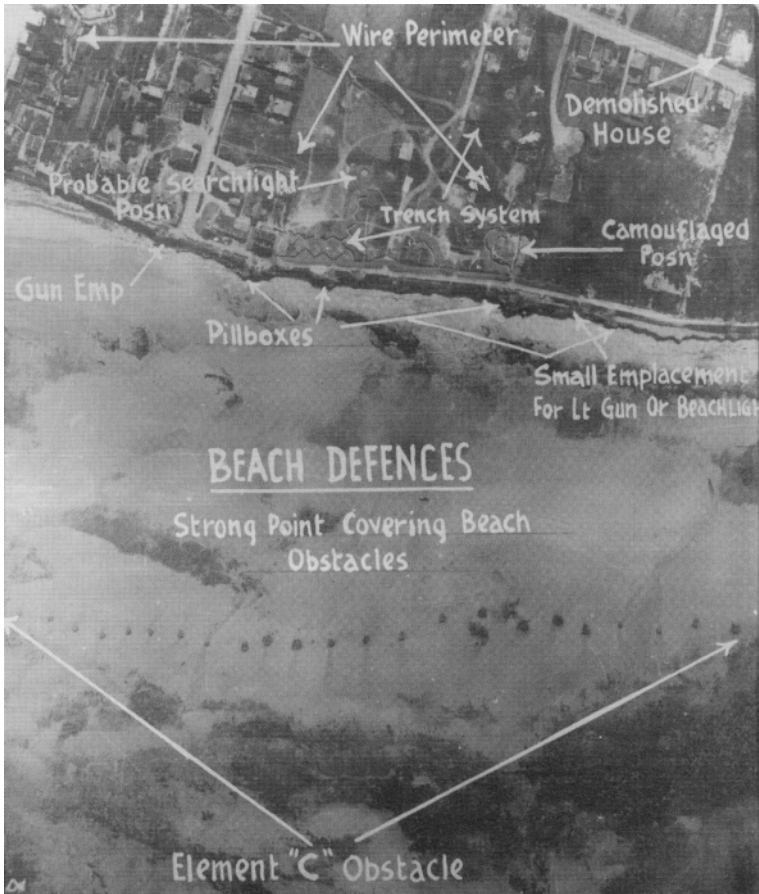 Wire Perimeter
Demolished
House
Probable Searchlight
Posn
Trench System
Camouflaged
Posn
Gun Emp
Pillboxes
Small Emplacement
For Lt Gun Or BEACHLIGH
BEACH DEFENCES
Strong Point Covering Beach
Obstacles
Element "C" Obstacle